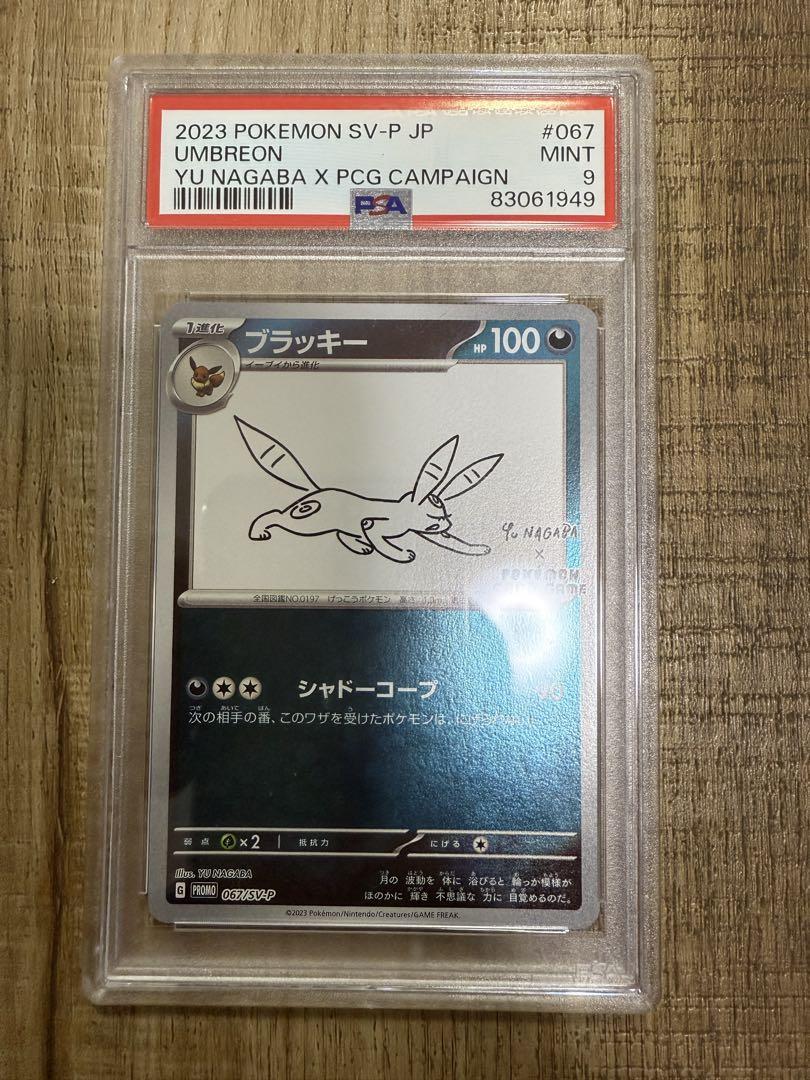 2023 POKEMON SV-P JP #067
UMBREON MINT
YU NAGABA X PCG CAMPAIGN 9
PSA 83061949
1進化 ブラッキー HP 100
イーブイから進化
YU NAGABA
×
POKÉMON
GAME
全国図鑑NO.0197 げっこうポケモン 高さ
シャドーコープ
次の相手の番、このワザを受けたポケモンは、
弱点 ×2 抵抗力 にげる
Illus. YU NAGABA
月の波動を体に浴びると輪っか模様が
G PROMO 067/SV-P
ほのかに輝き不思議な力に目覚めるのだ。
©2023 Pokémon/Nintendo/Creatures/GAME FREAK.